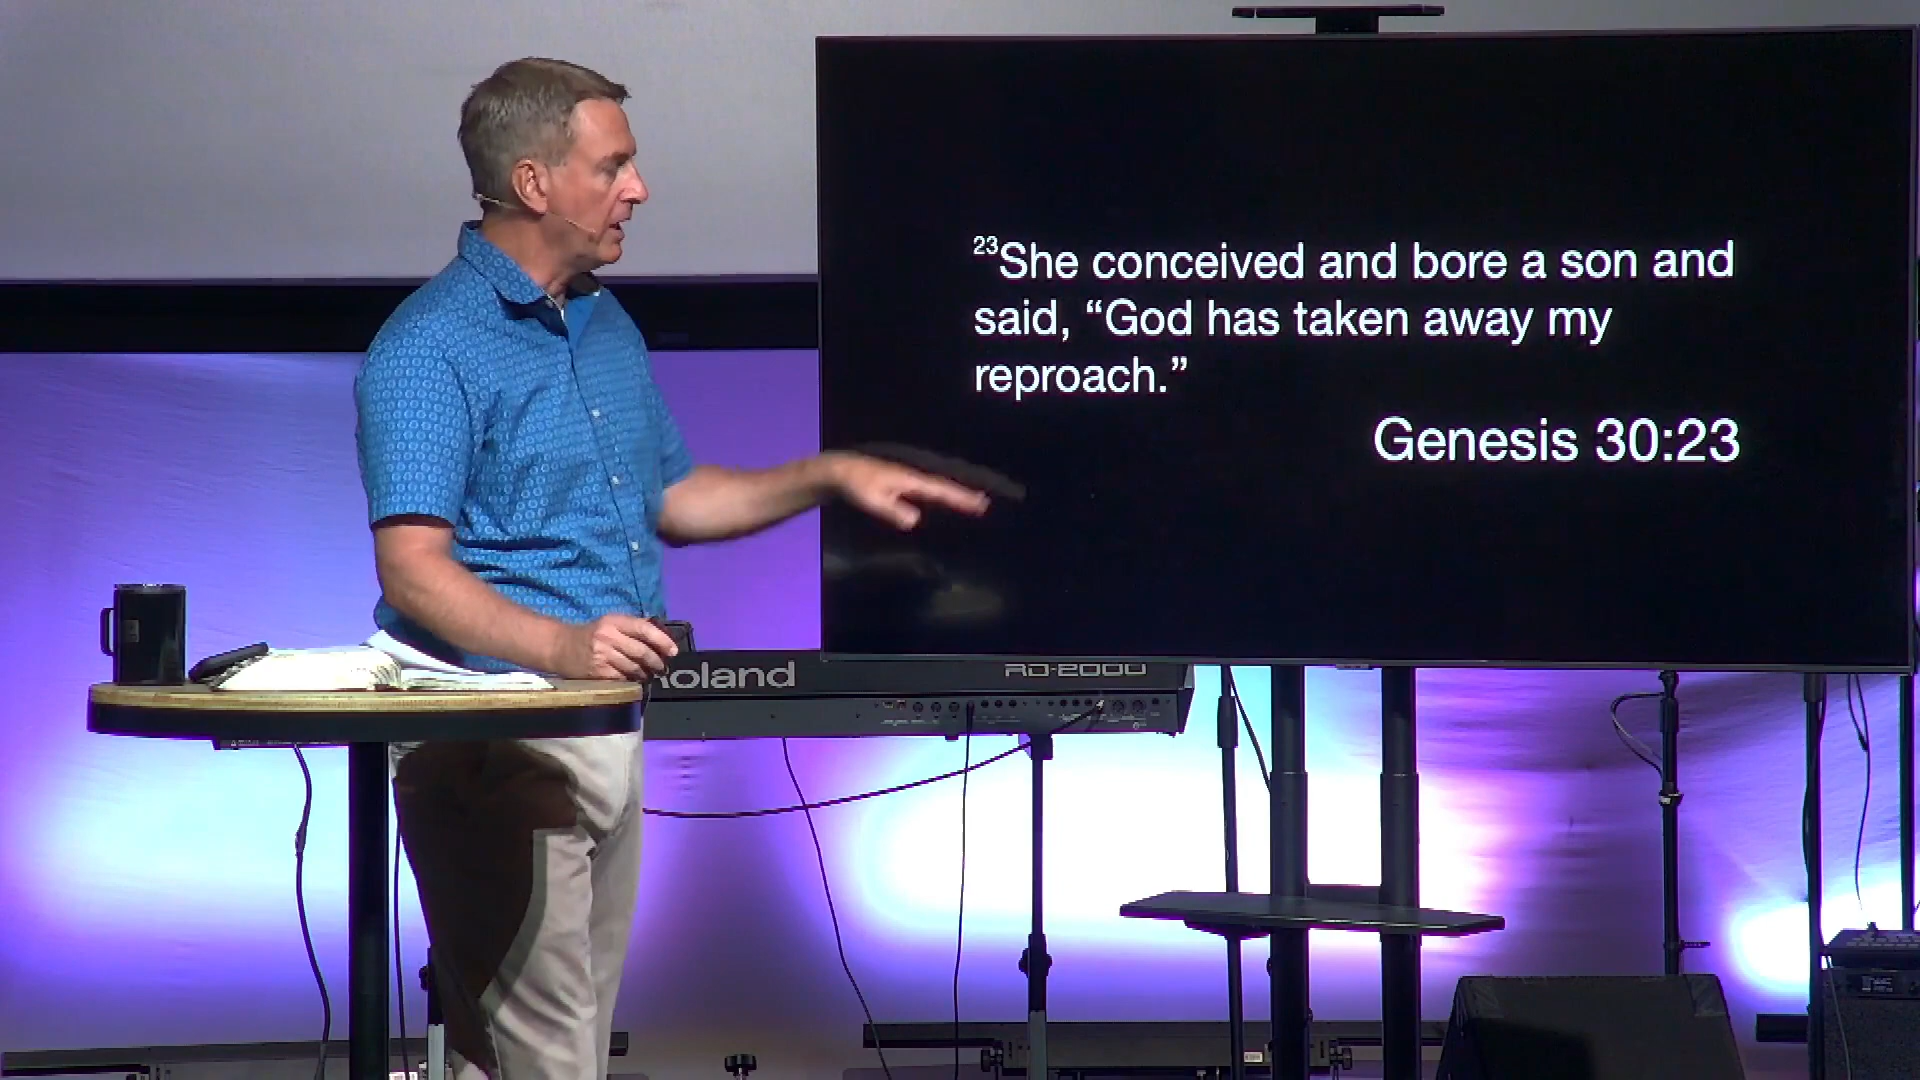 ²³She conceived and bore a son and
said, “God has taken away my
reproach.”
Genesis 30:23
Roland
RD-2000